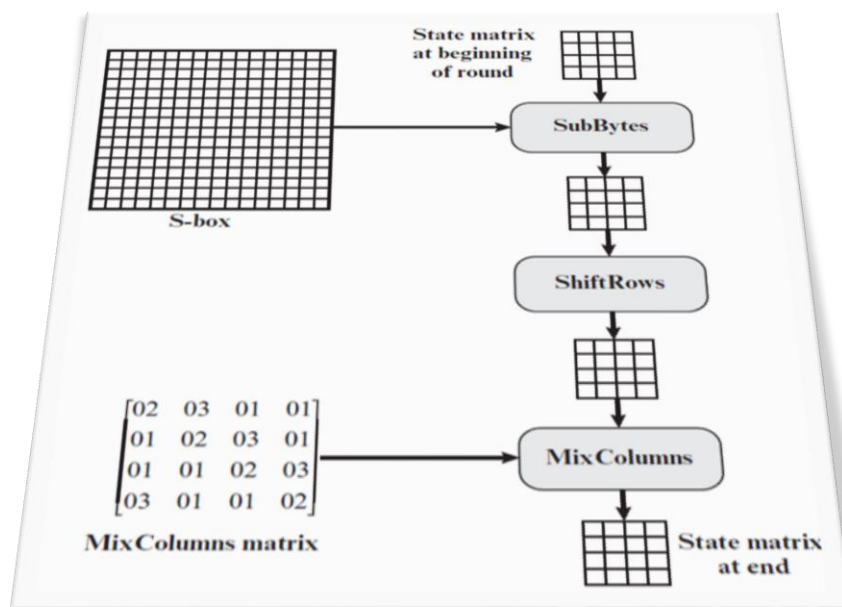 State matrix
at beginning
of round
SubBytes
S-box
ShiftRows
02 03 01 01
01 02 03 01
01 01 02 03
03 01 01 02
MixColumns
MixColumns matrix
State matrix
at end